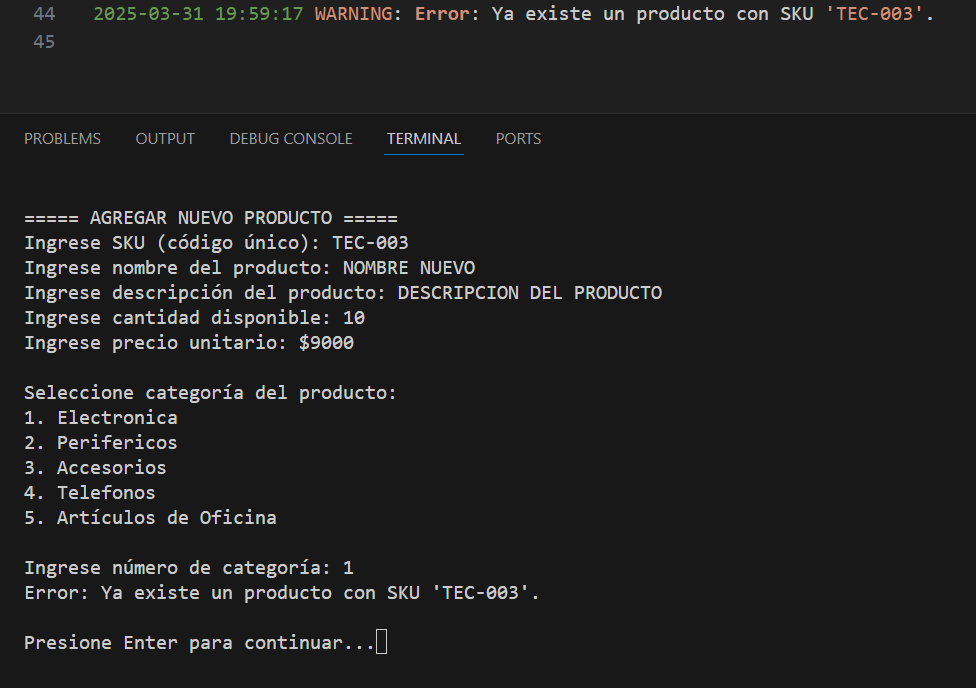 44 2025-03-31 19:59:17 WARNING: Error: Ya existe un producto con SKU 'TEC-003'.
45
PROBLEMS OUTPUT DEBUG CONSOLE TERMINAL PORTS
===== AGREGAR NUEVO PRODUCTO =====
Ingrese SKU (código único): TEC-003
Ingrese nombre del producto: NOMBRE NUEVO
Ingrese descripción del producto: DESCRIPCION DEL PRODUCTO
Ingrese cantidad disponible: 10
Ingrese precio unitario: $9000
Seleccione categoría del producto:
1. Electronica
2. Perifericos
3. Accesorios
4. Telefonos
5. Artículos de Oficina
Ingrese número de categoría: 1
Error: Ya existe un producto con SKU 'TEC-003'.
Presione Enter para continuar...